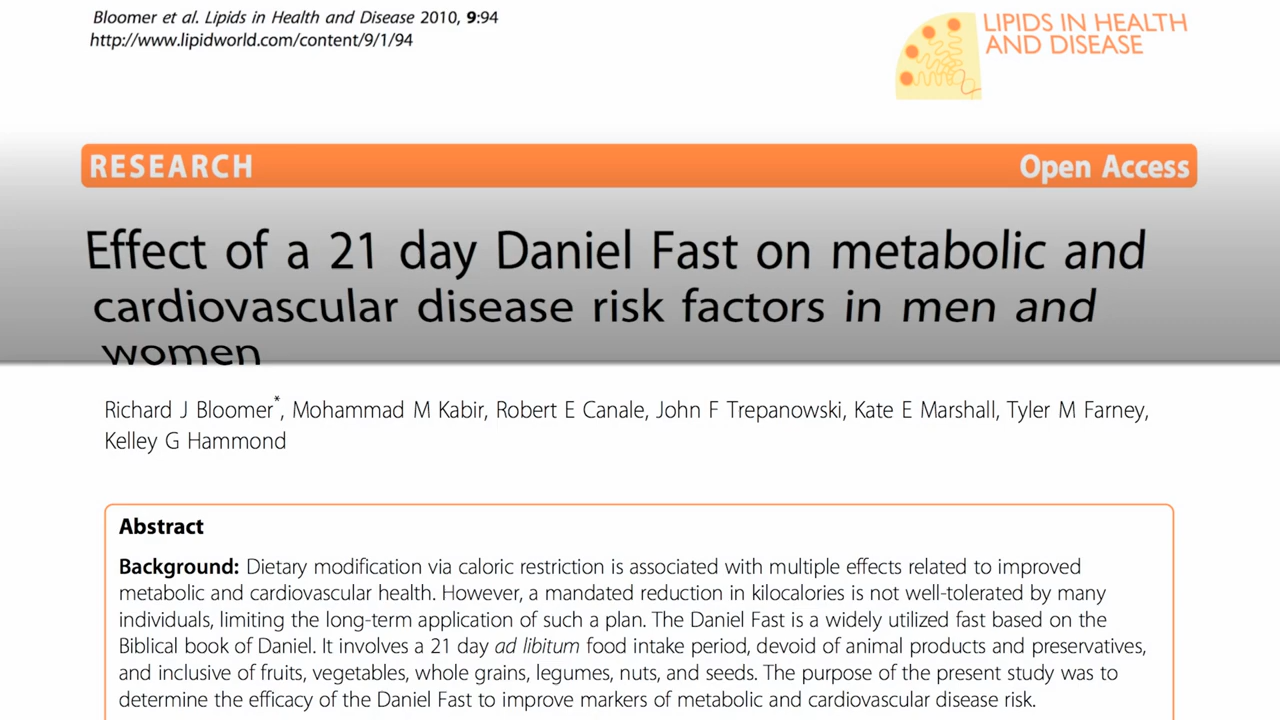 Bloomer et al. Lipids in Health and Disease 2010, 9:94
http://www.lipidworld.com/content/9/1/94
LIPIDS IN HEALTH
AND DISEASE
RESEARCH
Open Access
Effect of a 21 day Daniel Fast on metabolic and
cardiovascular disease risk factors in men and
women
Richard J Bloomer*, Mohammad M Kabir, Robert E Canale, John F Trepanowski, Kate E Marshall, Tyler M Farney,
Kelley G Hammond
Abstract
Background: Dietary modification via caloric restriction is associated with multiple effects related to improved
metabolic and cardiovascular health. However, a mandated reduction in kilocalories is not well-tolerated by many
individuals, limiting the long-term application of such a plan. The Daniel Fast is a widely utilized fast based on the
Biblical book of Daniel. It involves a 21 day ad libitum food intake period, devoid of animal products and preservatives,
and inclusive of fruits, vegetables, whole grains, legumes, nuts, and seeds. The purpose of the present study was to
determine the efficacy of the Daniel Fast to improve markers of metabolic and cardiovascular disease risk.